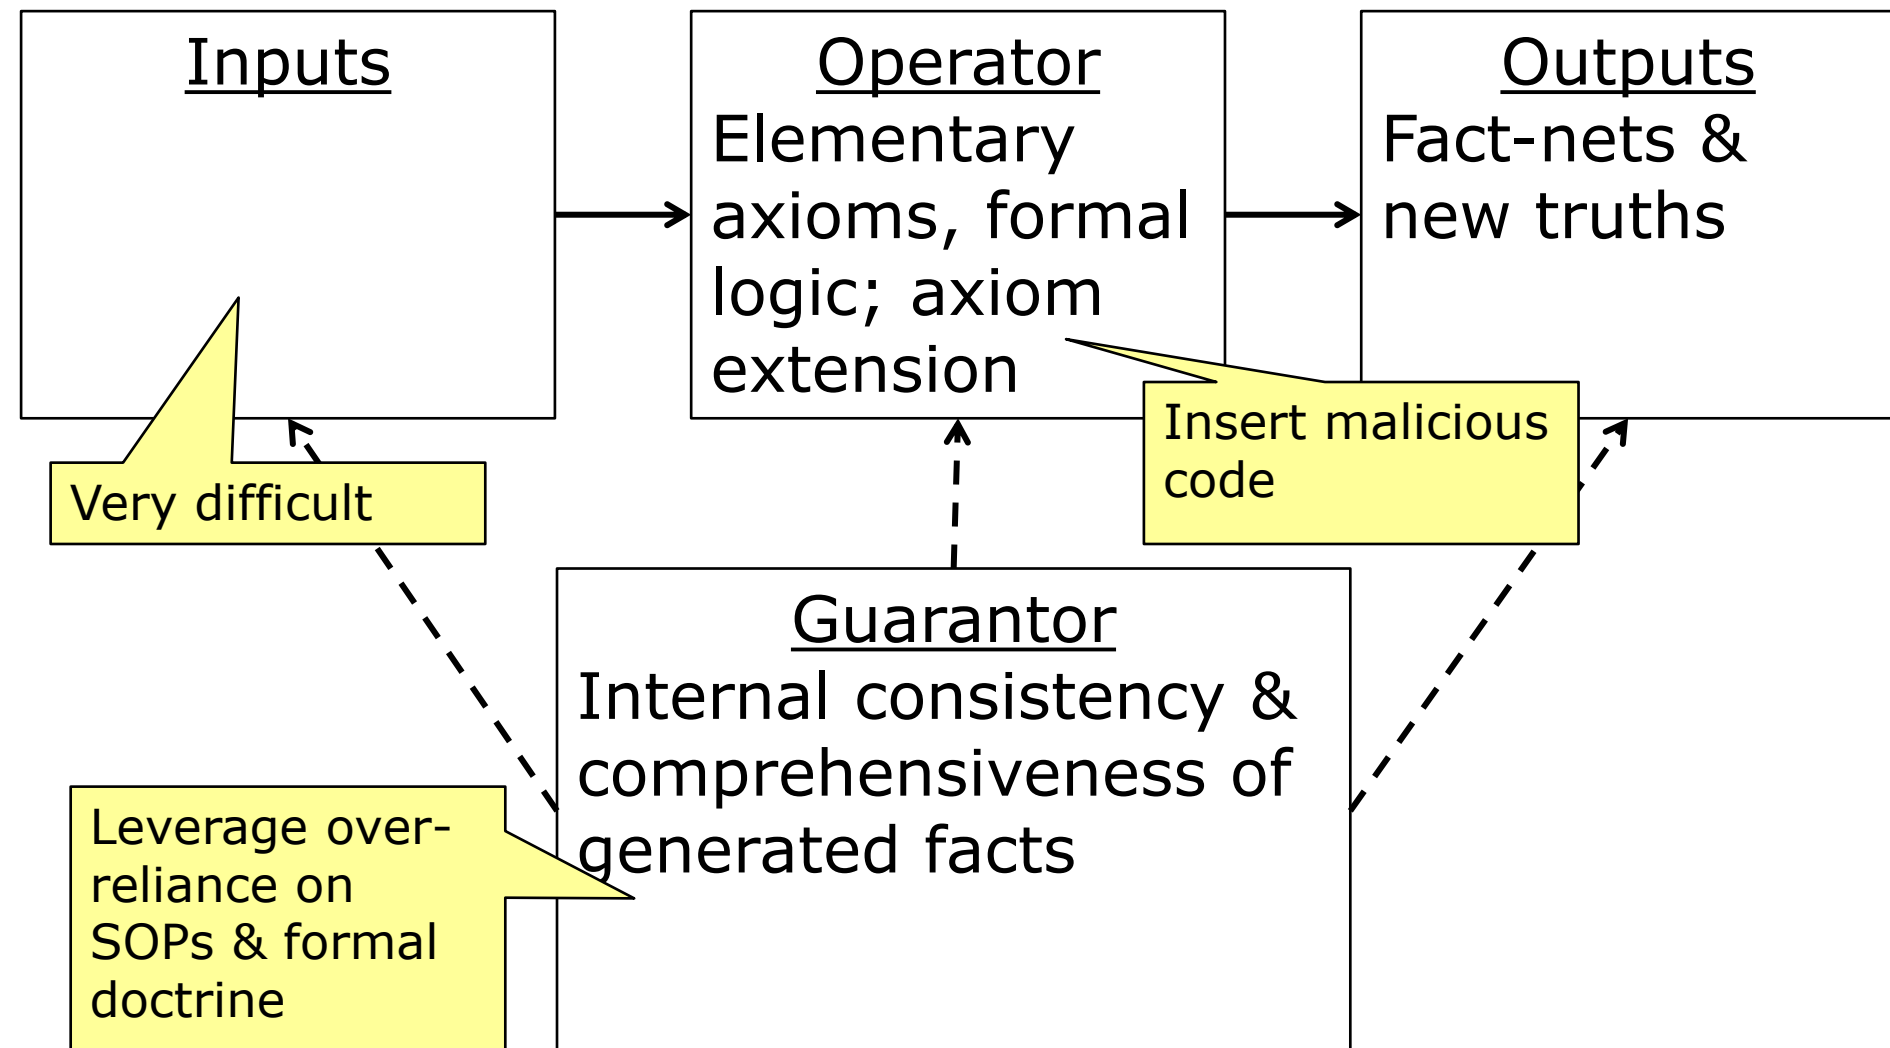 Inputs
Very difficult
Operator
Elementary
axioms, formal
logic; axiom
extension
Insert malicious
code
Outputs
Fact-nets &
new truths
Guarantor
Internal consistency &
comprehensiveness of
generated facts
Leverage over-
reliance on
SOPs & formal
doctrine